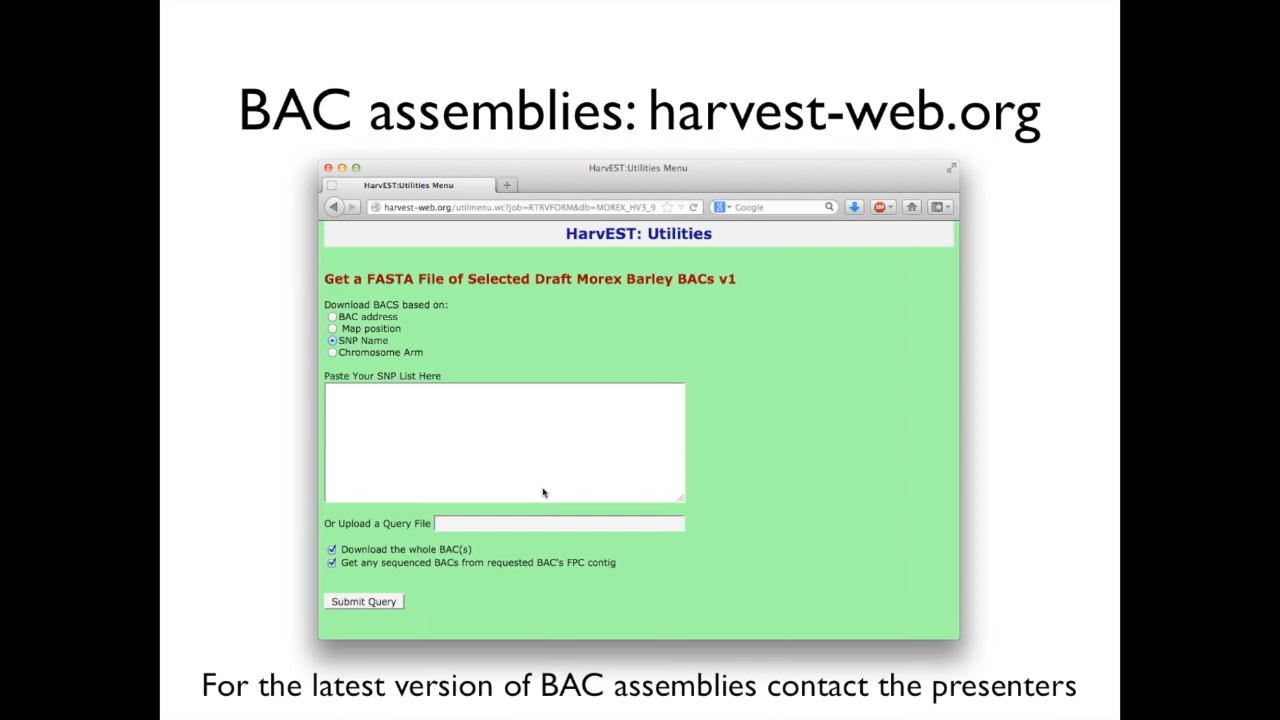 BAC assemblies: harvest-web.org
HarvEST:Utilities Menu
HarvEST:Utilities Menu
harvest-web.org/utilmenu.wc?job=RTRVFORM&db=MOREX_HV3_9
Google
HarvEST: Utilities
Get a FASTA File of Selected Draft Morex Barley BACs v1
Download BACS based on:
BAC address
Map position
SNP Name
Chromosome Arm
Paste Your SNP List Here
Or Upload a Query File
Download the whole BAC(s)
Get any sequenced BACs from requested BAC's FPC contig
Submit Query
For the latest version of BAC assemblies contact the presenters